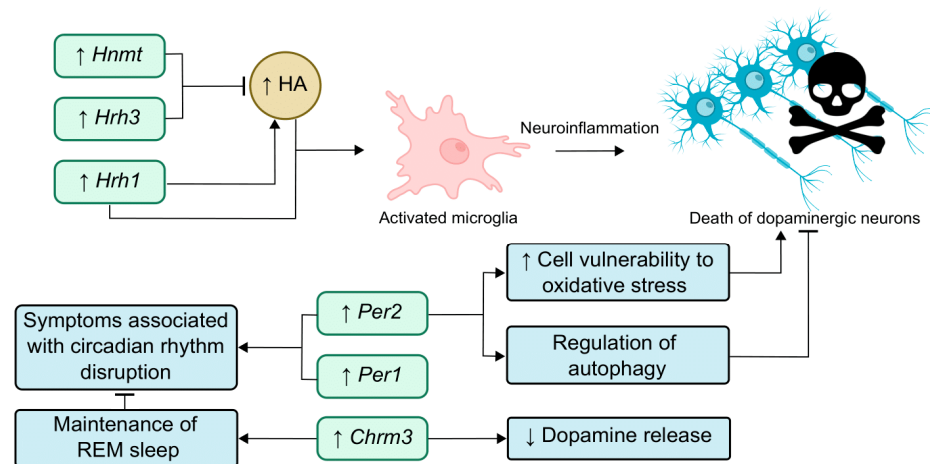 ↑ Hnmt
↑ HA
↑ Hrh3
Neuroinflammation
↑ Hrh1
Activated microglia
Death of dopaminergic neurons
↑ Cell vulnerability to
oxidative stress
Symptoms associated
with circadian rhythm
disruption
↑ Per2
Regulation of
autophagy
↑ Per1
Maintenance of
REM sleep
↑ Chrm3
↓ Dopamine release